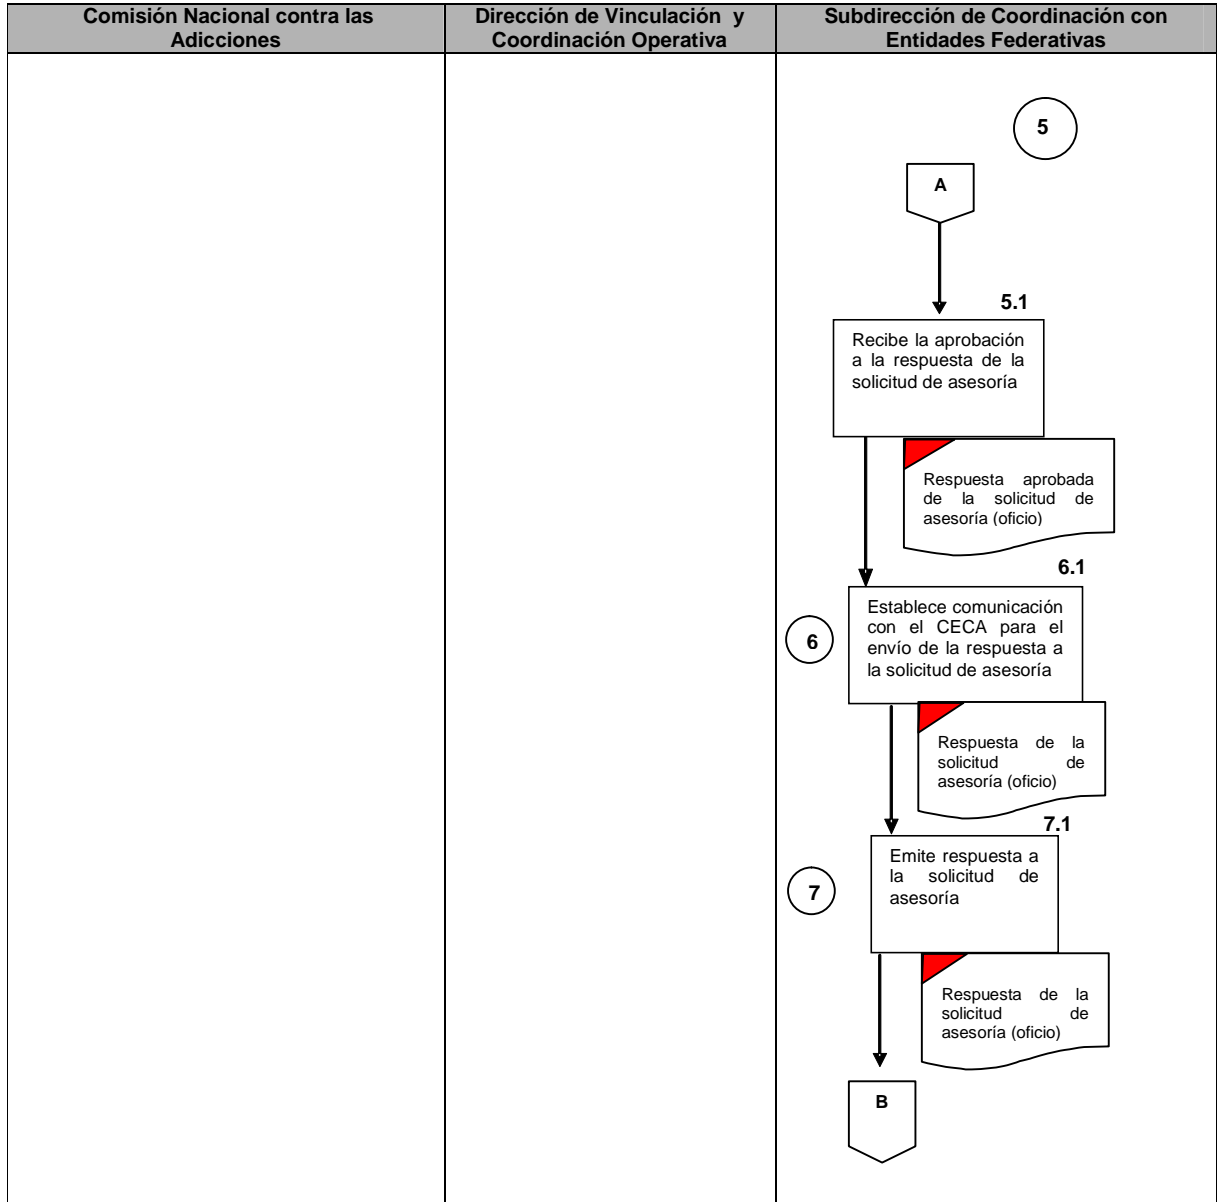 Comisión Nacional contra las
Adicciones
Dirección de Vinculación y
Coordinación Operativa
Subdirección de Coordinación con
Entidades Federativas
5
A
5.1
Recibe la aprobación
a la respuesta de la
solicitud de asesoría
Respuesta aprobada
de la solicitud de
asesoría (oficio)
6.1
6
Establece comunicación
con el CECA para el
envío de la respuesta a
la solicitud de asesoría
Respuesta de la
solicitud de
asesoría (oficio)
7.1
7
Emite respuesta a
la solicitud de
asesoría
Respuesta de la
solicitud de
asesoría (oficio)
B